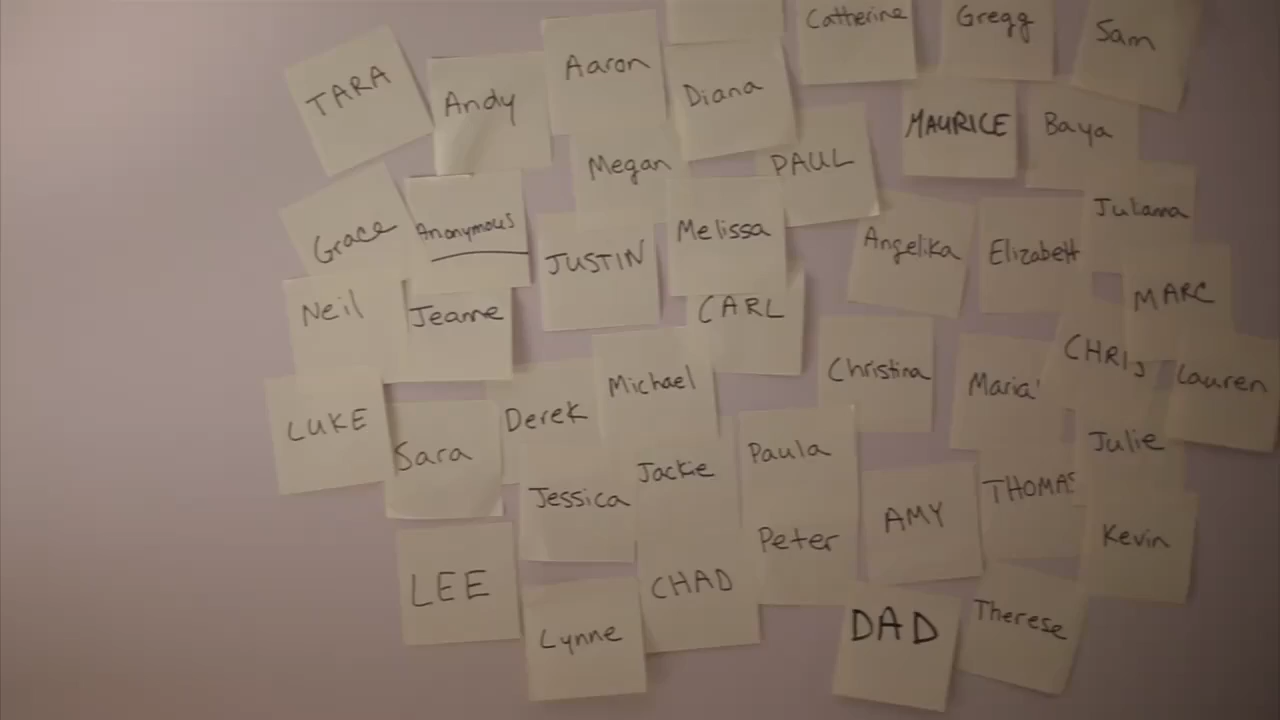 Catherine
Gregg
Sam
TARA
Andy
Aaron
Diana
MAURICE
Baya
Megan
PAUL
Grace
Anonymous
JUSTIN
Melissa
Angelika
Elizabeth
Neil
Jeanne
CARL
MARC
LUKE
Sara
Derek
Michael
Christina
Maria
CHRIS
Lauren
Jessica
Jackie
Paula
AMY
THOMAS
Julie
LEE
Lynne
CHAD
Peter
DAD
Therese
Kevin